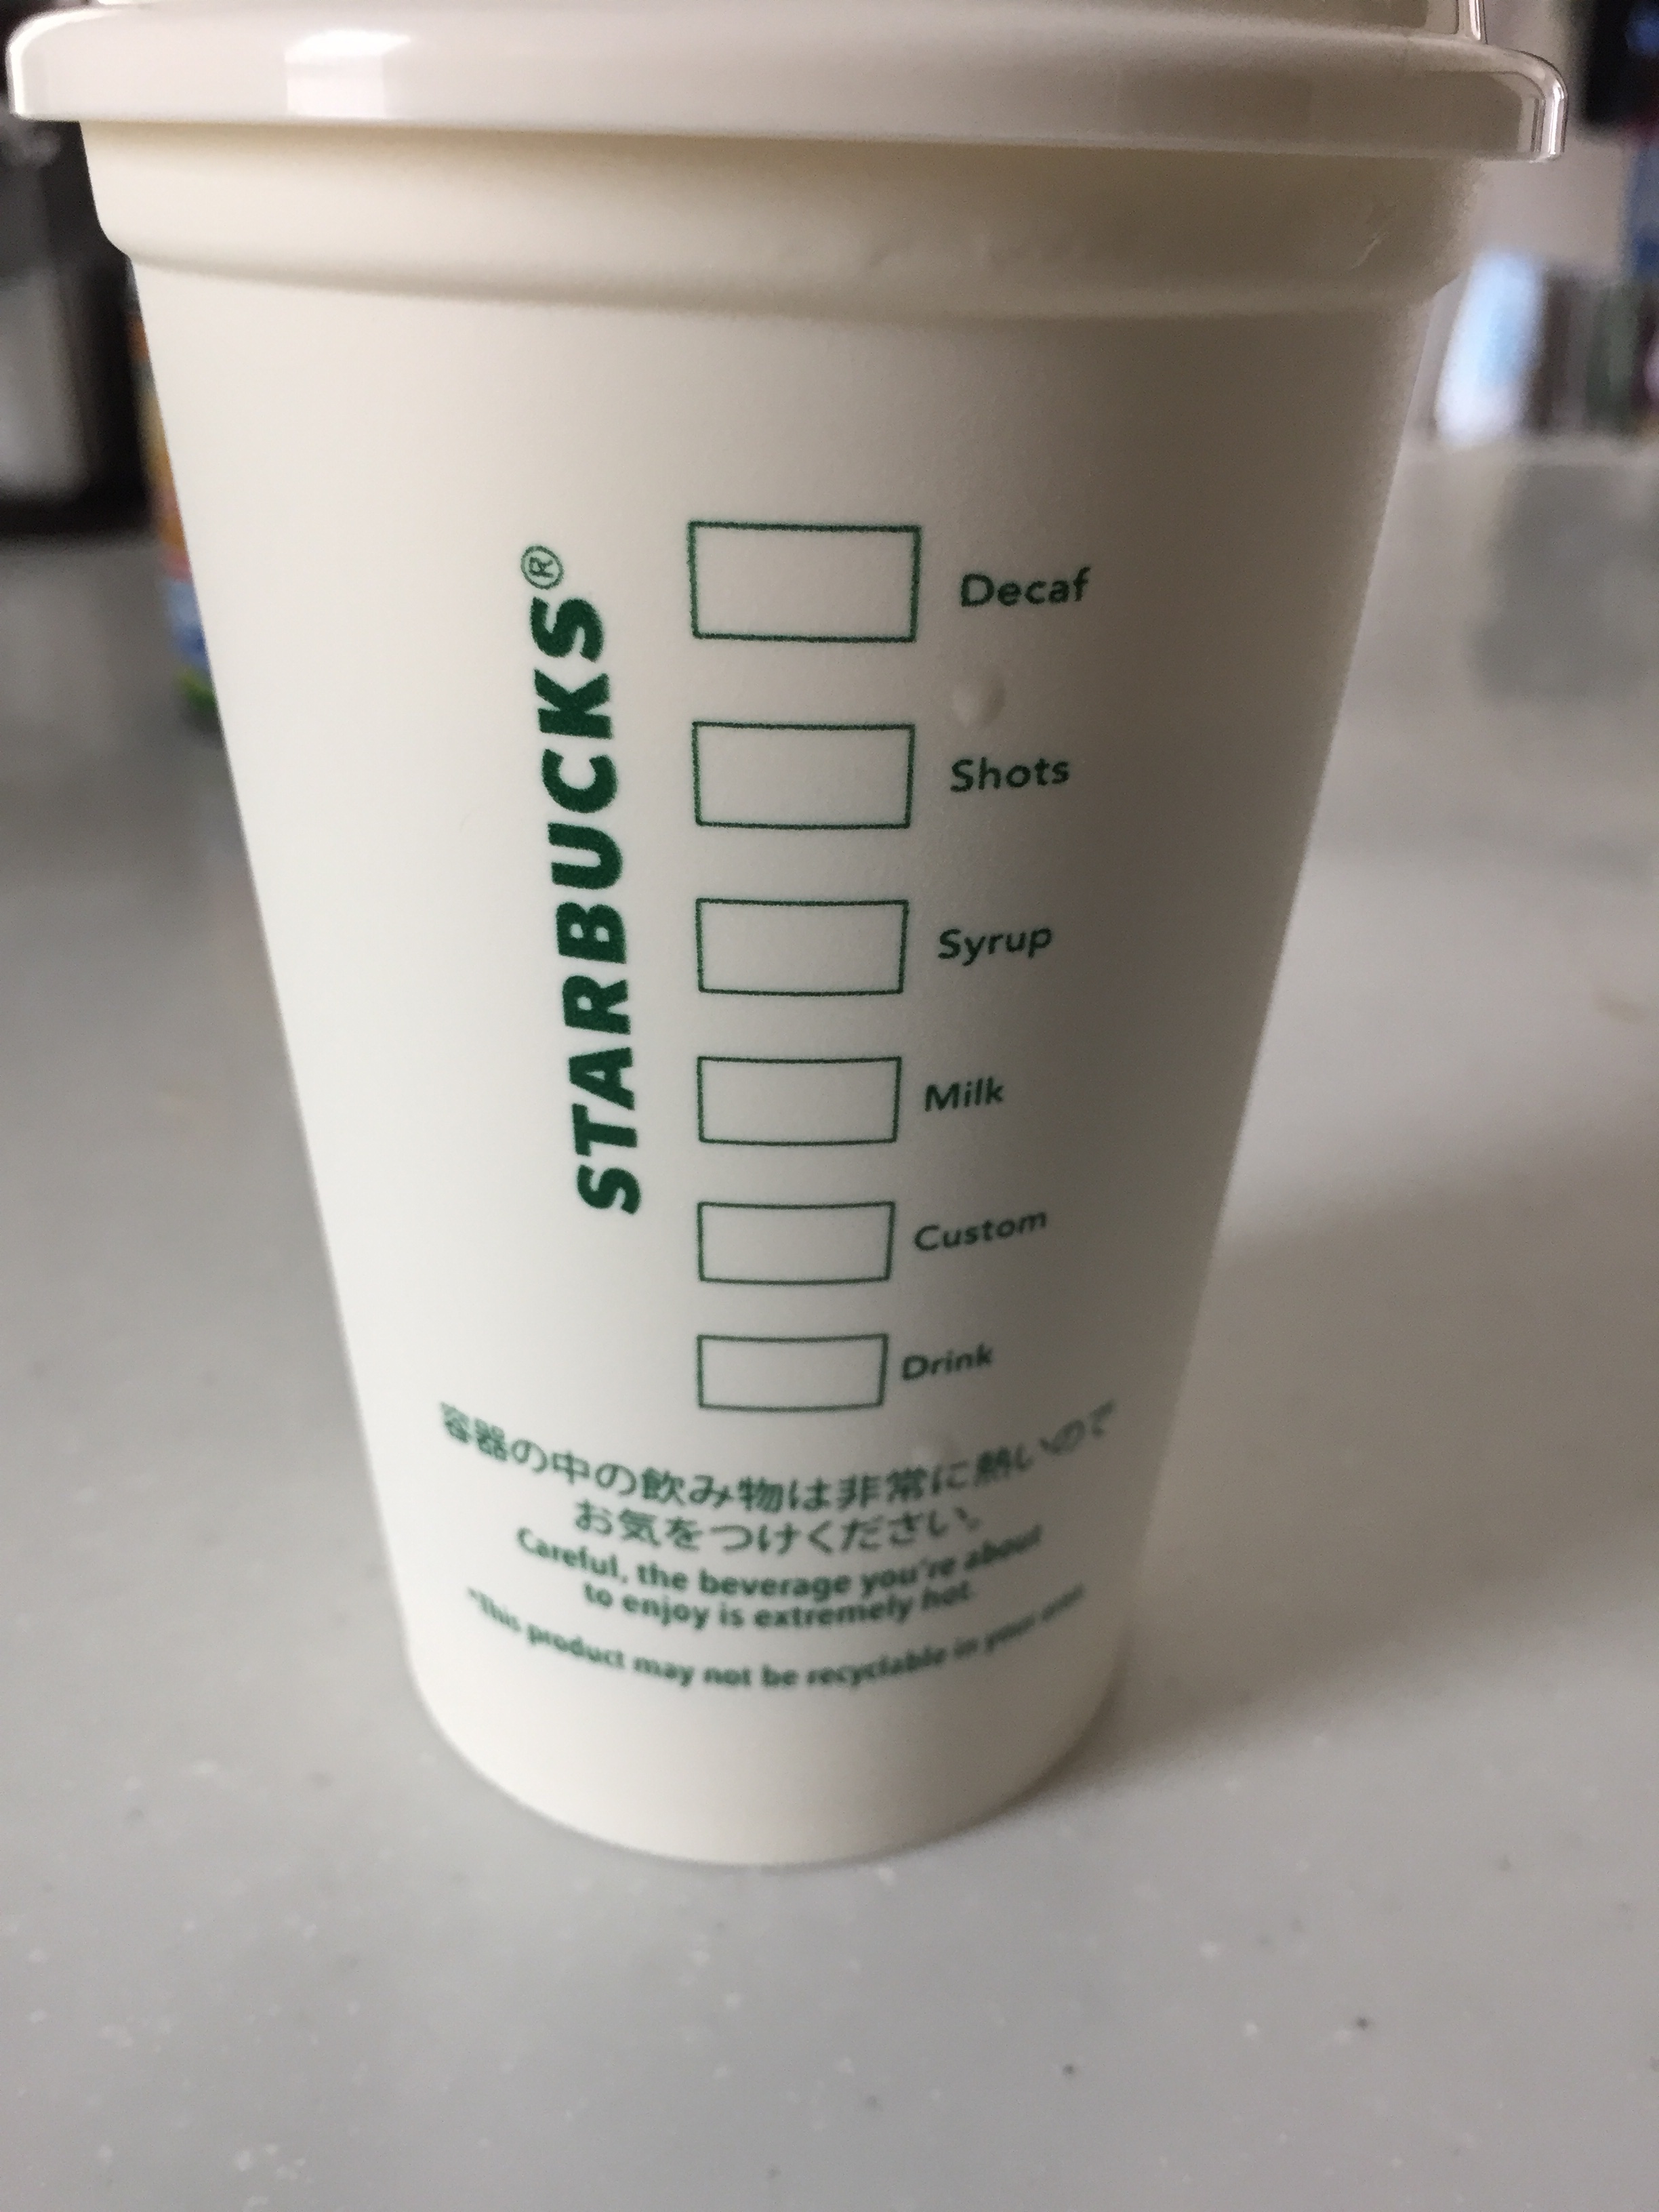 STARBUCKS®
Decaf
Shots
Syrup
Milk
Custom
Drink
容器の中の飲み物は非常に熱いので
お気をつけください。
Careful, the beverage you're about
to enjoy is extremely hot.
*This product may not be recyclable in your area.